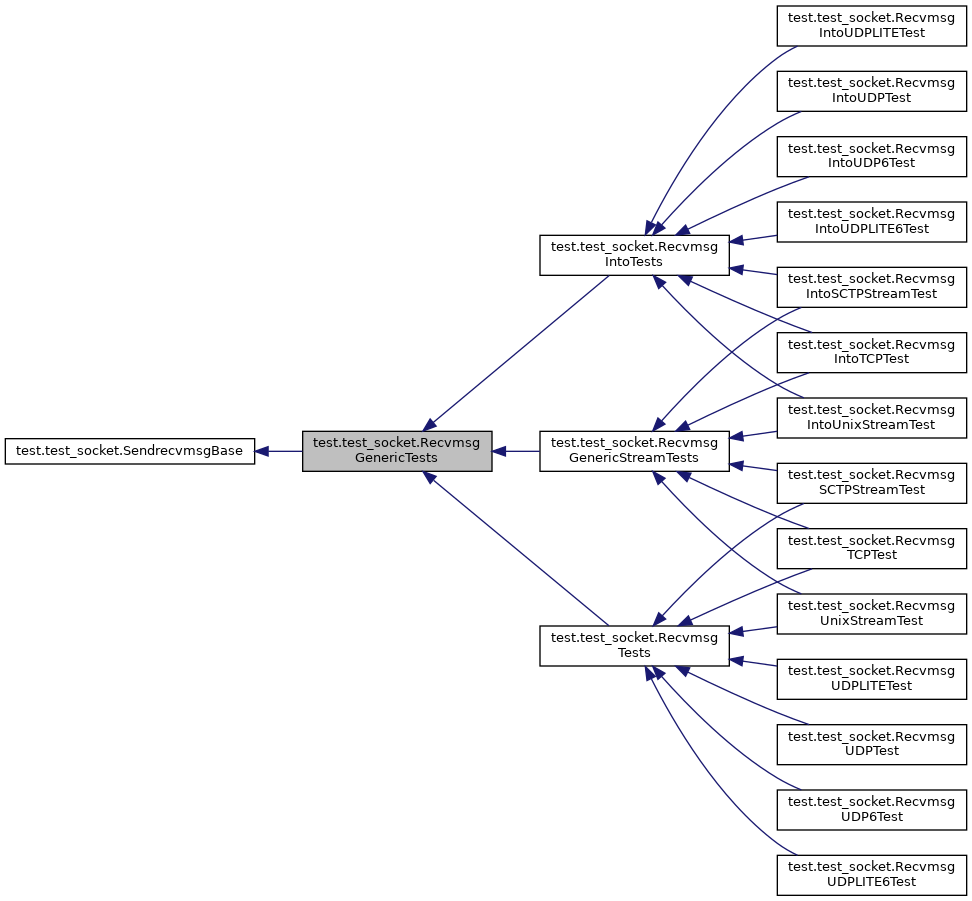 test.test_socket.Recvmsg
IntoUDPLITETest
test.test_socket.Recvmsg
IntoUDPTest
test.test_socket.Recvmsg
IntoUDP6Test
test.test_socket.Recvmsg
IntoUDPLITE6Test
test.test_socket.Recvmsg
IntoTests
test.test_socket.Recvmsg
IntoSCTPStreamTest
test.test_socket.Recvmsg
IntoTCPTest
test.test_socket.Recvmsg
IntoUnixStreamTest
test.test_socket.SendrecvmsgBase
test.test_socket.Recvmsg
GenericTests
test.test_socket.Recvmsg
GenericStreamTests
test.test_socket.Recvmsg
SCTPStreamTest
test.test_socket.Recvmsg
TCPTest
test.test_socket.Recvmsg
UnixStreamTest
test.test_socket.Recvmsg
Tests
test.test_socket.Recvmsg
UDPLITETest
test.test_socket.Recvmsg
UDPTest
test.test_socket.Recvmsg
UDP6Test
test.test_socket.Recvmsg
UDPLITE6Test